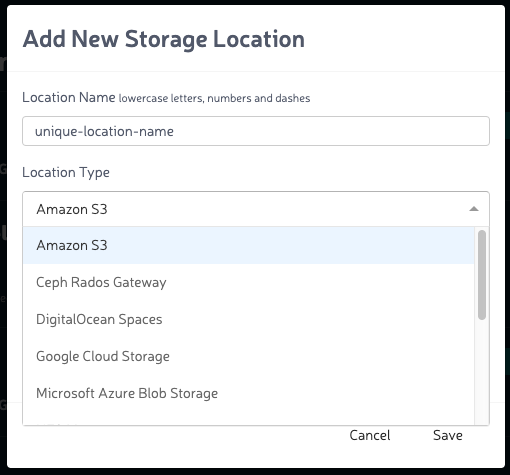 Add New Storage Location
Location Name lowercase letters, numbers and dashes
unique-location-name
Location Type
Amazon S3
Amazon S3
Ceph Rados Gateway
DigitalOcean Spaces
Google Cloud Storage
Microsoft Azure Blob Storage
Cancel Save